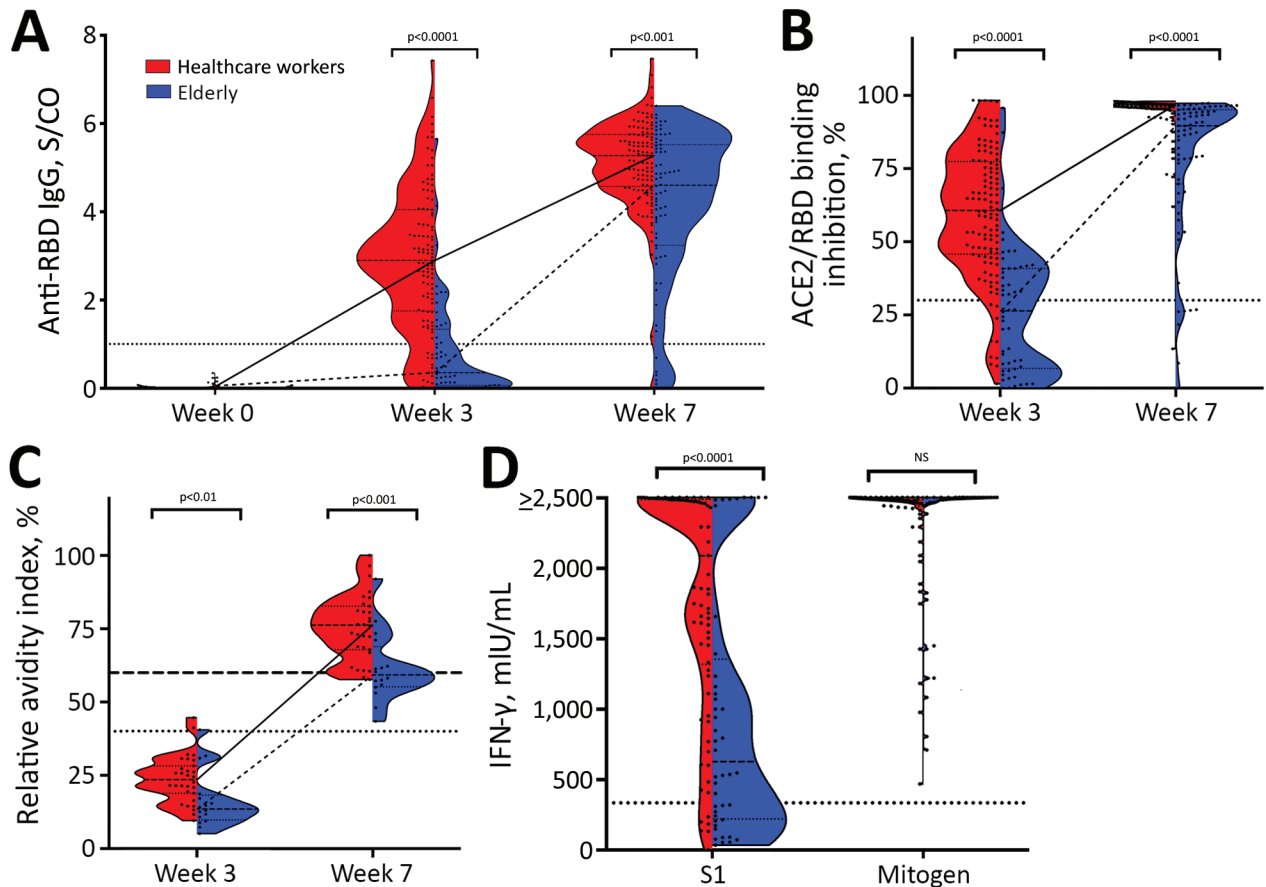 A
Anti-RBD IgG, S/CO
8
6
4
2
0
Healthcare workers
Elderly
p<0.0001
p<0.001
Week 0
Week 3
Week 7
B
ACE2/RBD binding
inhibition, %
100
75
50
25
0
p<0.0001
p<0.0001
Week 3
Week 7
C
Relative avidity index, %
100
75
50
25
0
p<0.01
p<0.001
Week 3
Week 7
D
IFN-γ, mIU/mL
≥2,500
2,000
1,500
1,000
500
0
p<0.0001
NS
S1
Mitogen